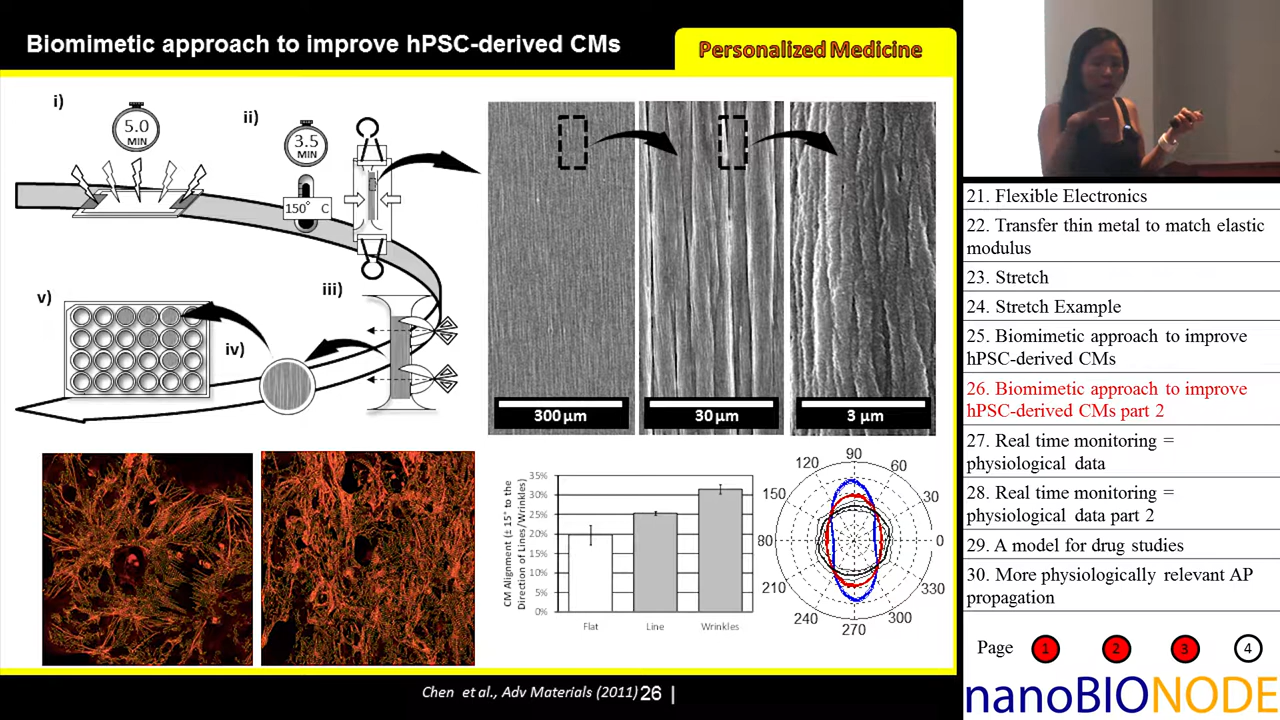 Biomimetic approach to improve hPSC-derived CMs
Personalized Medicine
i)
5.0
MIN
ii)
3.5
MIN
150° C
iii)
iv)
v)
300 µm
30 µm
3 µm
CM Alignment (± 15° to the
Direction of Lines/Wrinkles)
35%
30%
25%
20%
15%
10%
5%
0%
Flat
Line
Wrinkles
90
60
30
0
330
300
270
240
210
80
150
120
Chen et al., Adv Materials (2011) 26 |
21. Flexible Electronics
22. Transfer thin metal to match elastic
modulus
23. Stretch
24. Stretch Example
25. Biomimetic approach to improve
hPSC-derived CMs
26. Biomimetic approach to improve
hPSC-derived CMs part 2
27. Real time monitoring =
physiological data
28. Real time monitoring =
physiological data part 2
29. A model for drug studies
30. More physiologically relevant AP
propagation
Page 1 2 3 4
nanoBIONODE